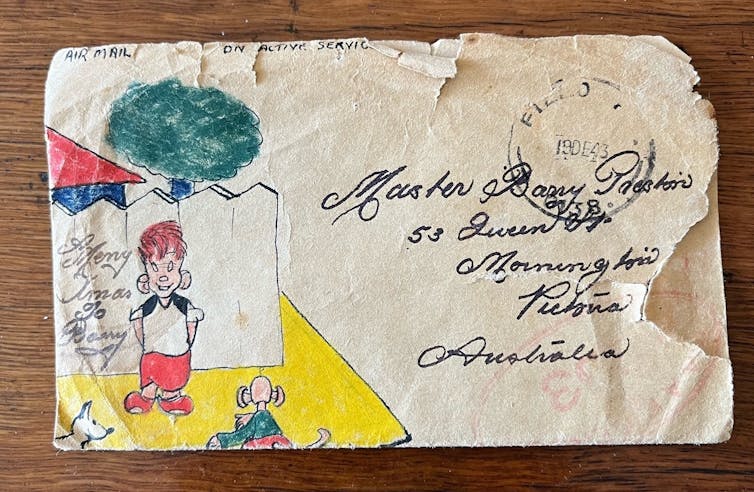 AIR MAIL
ON ACTIVE SERVIC
FIELD
19 DE 43
Master Barry Preston
53 Queen St
Mornington
Victoria
Australia
A Merry
Xmas
To
Barry